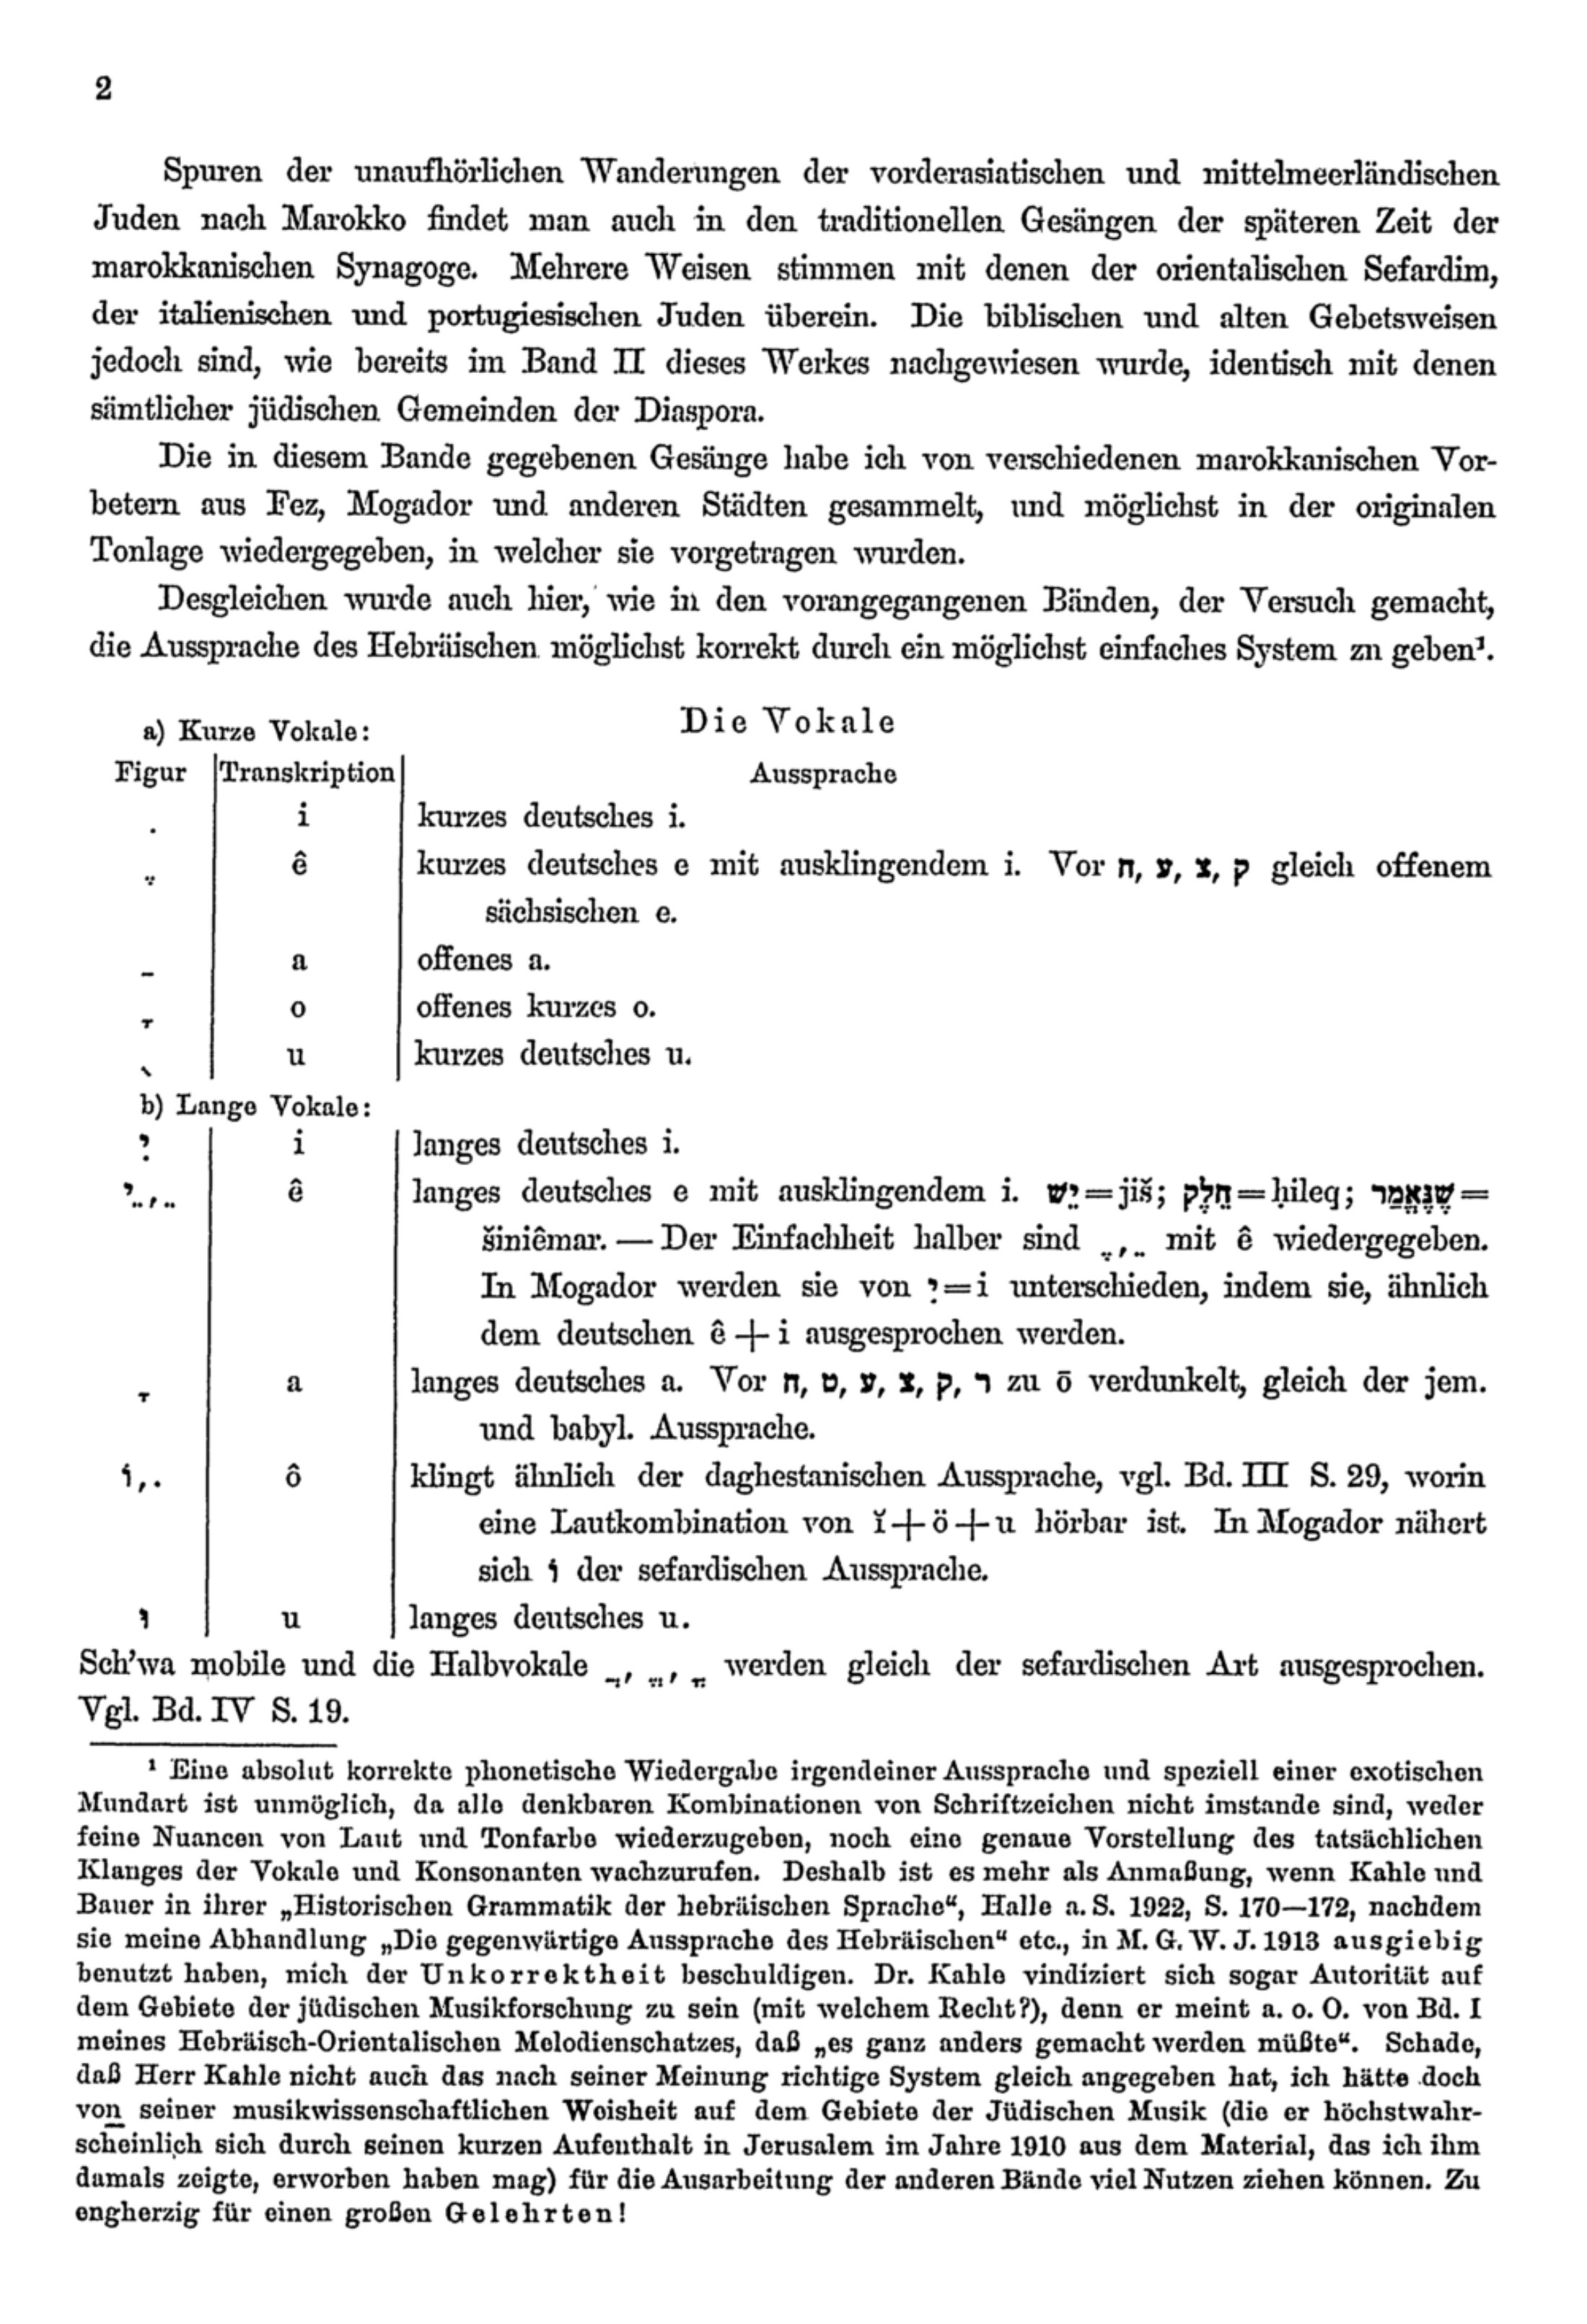 2
Spuren der unaufhörlichen Wanderungen der vorderasiatischen und mittelmeerländischen
Juden nach Marokko findet man auch in den traditionellen Gesängen der späteren Zeit der
marokkanischen Synagoge. Mehrere Weisen stimmen mit denen der orientalischen Sefardim,
der italienischen und portugiesischen Juden überein. Die biblischen und alten Gebetsweisen
jedoch sind, wie bereits im Band II dieses Werkes nachgewiesen wurde, identisch mit denen
sämtlicher jüdischen Gemeinden der Diaspora.
Die in diesem Bande gegebenen Gesänge habe ich von verschiedenen marokkanischen Vor-
betern aus Fez, Mogador und anderen Städten gesammelt, und möglichst in der originalen
Tonlage wiedergegeben, in welcher sie vorgetragen wurden.
Desgleichen wurde auch hier, wie in den vorangegangenen Bänden, der Versuch gemacht,
die Aussprache des Hebräischen möglichst korrekt durch ein möglichst einfaches System zn geben¹.
Die Vokale
a) Kurze Vokale:
Figur Transkription Aussprache
ִ i kurzes deutsches i.
ֶ ê kurzes deutsches e mit ausklingendem i. Vor ח, ע, צ, ק gleich offenem
sächsischen e.
ַ a offenes a.
ָ o offenes kurzes o.
ֻ u kurzes deutsches u.
b) Lange Vokale:
ִי i langes deutsches i.
ֵי, ֵ ê langes deutsches e mit ausklingendem i. יֵשׁ = jiš; חֵלֶק = ḥileq; שֶׁנֶּאֱמַר =
šiniêmar. — Der Einfachheit halber sind ֶ, ֵ mit ê wiedergegeben.
In Mogador werden sie von ִי = i unterschieden, indem sie, ähnlich
dem deutschen ê + i ausgesprochen werden.
ָ a langes deutsches a. Vor ח, ט, ע, צ, ק, ר zu ō verdunkelt, gleich der jem.
und babyl. Aussprache.
וֹ, ֹ ô klingt ähnlich der daghestanischen Aussprache, vgl. Bd. III S. 29, worin
eine Lautkombination von ĭ + ö + u hörbar ist. In Mogador nähert
sich וֹ der sefardischen Aussprache.
וּ u langes deutsches u.
Sch'wa mobile und die Halbvokale ֲ, ֱ, ֳ werden gleich der sefardischen Art ausgesprochen.
Vgl. Bd. IV S. 19.
¹ Eine absolut korrekte phonetische Wiedergabe irgendeiner Aussprache und speziell einer exotischen
Mundart ist unmöglich, da alle denkbaren Kombinationen von Schriftzeichen nicht imstande sind, weder
feine Nuancen von Laut und Tonfarbe wiederzugeben, noch eine genaue Vorstellung des tatsächlichen
Klanges der Vokale und Konsonanten wachzurufen. Deshalb ist es mehr als Anmaßung, wenn Kahle und
Bauer in ihrer „Historischen Grammatik der hebräischen Sprache“, Halle a. S. 1922, S. 170—172, nachdem
sie meine Abhandlung „Die gegenwärtige Aussprache des Hebräischen“ etc., in M. G. W. J. 1913 ausgiebig
benutzt haben, mich der Unkorrektheit beschuldigen. Dr. Kahle vindiziert sich sogar Autorität auf
dem Gebiete der jüdischen Musikforschung zu sein (mit welchem Recht?), denn er meint a. o. O. von Bd. I
meines Hebräisch-Orientalischen Melodienschatzes, daß „es ganz anders gemacht werden müßte“. Schade,
daß Herr Kahle nicht auch das nach seiner Meinung richtige System gleich angegeben hat, ich hätte doch
von seiner musikwissenschaftlichen Weisheit auf dem Gebiete der Jüdischen Musik (die er höchstwahr-
scheinlich sich durch seinen kurzen Aufenthalt in Jerusalem im Jahre 1910 aus dem Material, das ich ihm
damals zeigte, erworben haben mag) für die Ausarbeitung der anderen Bände viel Nutzen ziehen können. Zu
engherzig für einen großen Gelehrten!